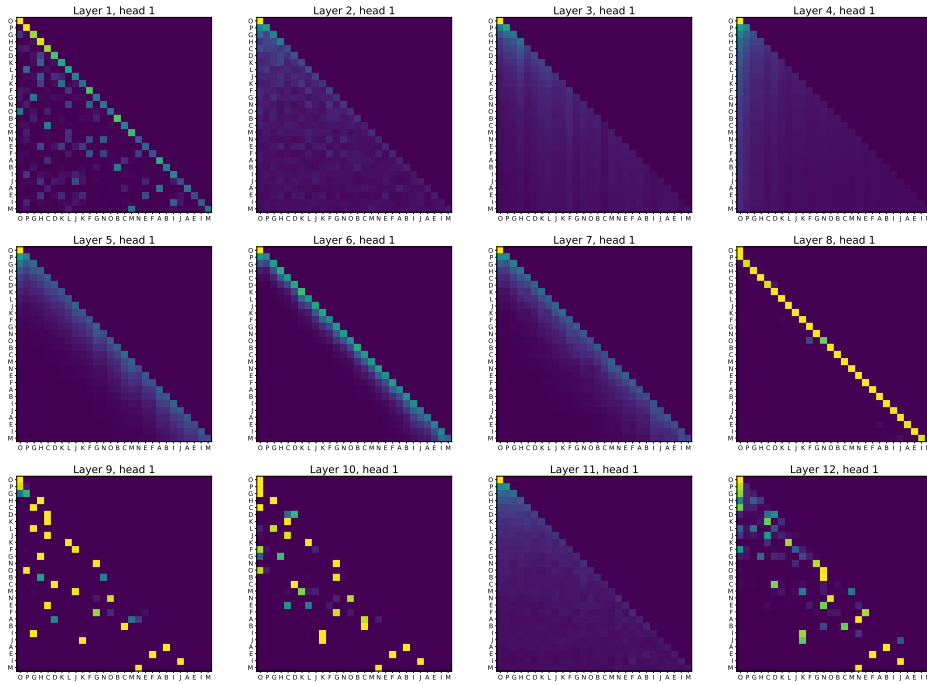 Layer 1, head 1
O P G H C D K L J K F G N O B C M N E F A B I J A E I M
O P G H C D K L J K F G N O B C M N E F A B I J A E I M
Layer 2, head 1
O P G H C D K L J K F G N O B C M N E F A B I J A E I M
O P G H C D K L J K F G N O B C M N E F A B I J A E I M
Layer 3, head 1
O P G H C D K L J K F G N O B C M N E F A B I J A E I M
O P G H C D K L J K F G N O B C M N E F A B I J A E I M
Layer 4, head 1
O P G H C D K L J K F G N O B C M N E F A B I J A E I M
O P G H C D K L J K F G N O B C M N E F A B I J A E I
Layer 5, head 1
O P G H C D K L J K F G N O B C M N E F A B I J A E I M
O P G H C D K L J K F G N O B C M N E F A B I J A E I M
Layer 6, head 1
O P G H C D K L J K F G N O B C M N E F A B I J A E I M
O P G H C D K L J K F G N O B C M N E F A B I J A E I M
Layer 7, head 1
O P G H C D K L J K F G N O B C M N E F A B I J A E I M
O P G H C D K L J K F G N O B C M N E F A B I J A E I M
Layer 8, head 1
O P G H C D K L J K F G N O B C M N E F A B I J A E I M
O P G H C D K L J K F G N O B C M N E F A B I J A E I
Layer 9, head 1
O P G H C D K L J K F G N O B C M N E F A B I J A E I M
O P G H C D K L J K F G N O B C M N E F A B I J A E I M
Layer 10, head 1
O P G H C D K L J K F G N O B C M N E F A B I J A E I M
O P G H C D K L J K F G N O B C M N E F A B I J A E I M
Layer 11, head 1
O P G H C D K L J K F G N O B C M N E F A B I J A E I M
O P G H C D K L J K F G N O B C M N E F A B I J A E I M
Layer 12, head 1
O P G H C D K L J K F G N O B C M N E F A B I J A E I M
O P G H C D K L J K F G N O B C M N E F A B I J A E I